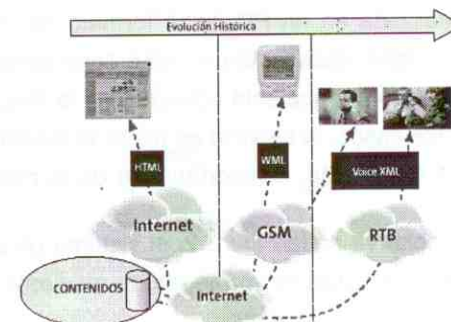 Evolución Histórica
HTML
WML
Voice XML
Internet
GSM
RTB
CONTENIDOS
Internet